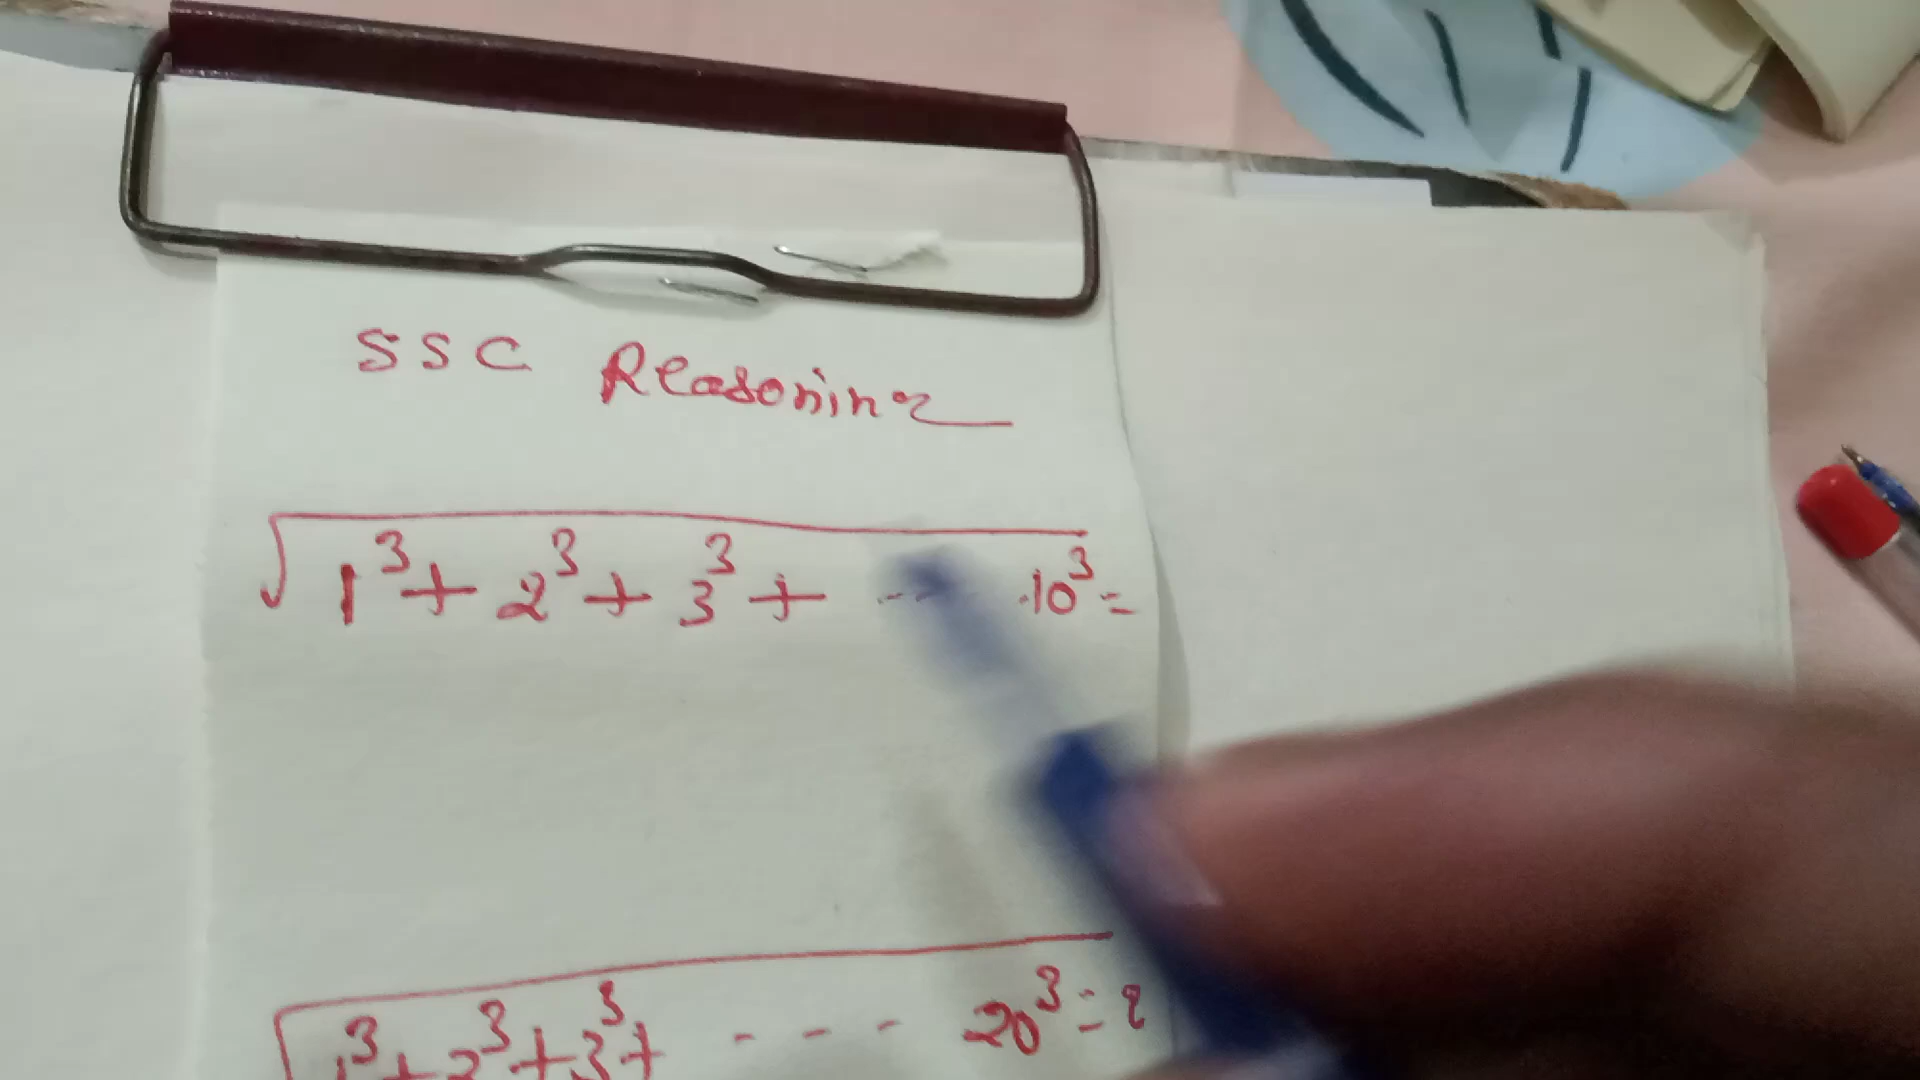 SSC Reasoning
√1³+ 2³+ 3³+ -- .10³=
√1³+2³+3³+ - - - 20³=?